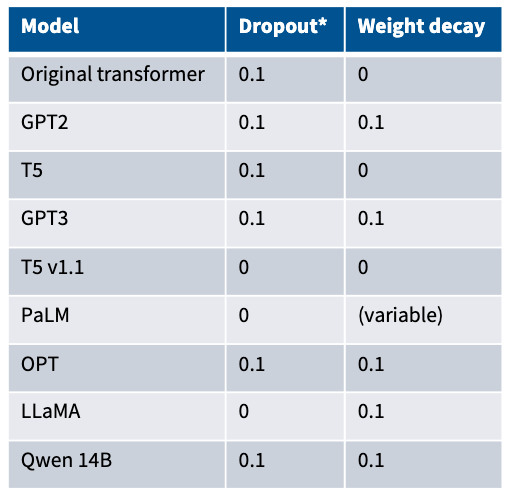 Model Dropout* Weight decay
Original transformer 0.1 0
GPT2 0.1 0.1
T5 0.1 0
GPT3 0.1 0.1
T5 v1.1 0 0
PaLM 0 (variable)
OPT 0.1 0.1
LLaMA 0 0.1
Qwen 14B 0.1 0.1